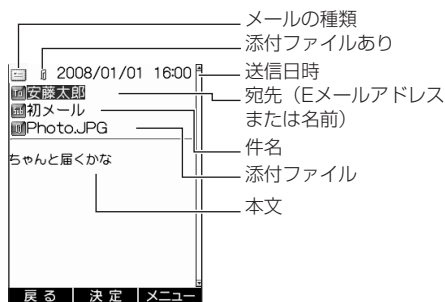 メールの種類
添付ファイルあり
2008/01/01 16:00
送信日時
安藤太郎
宛先（Eメールアドレス
または名前）
初メール
Photo.JPG
件名
ちゃんと届くかな
添付ファイル
本文
戻る 決定 メニュー